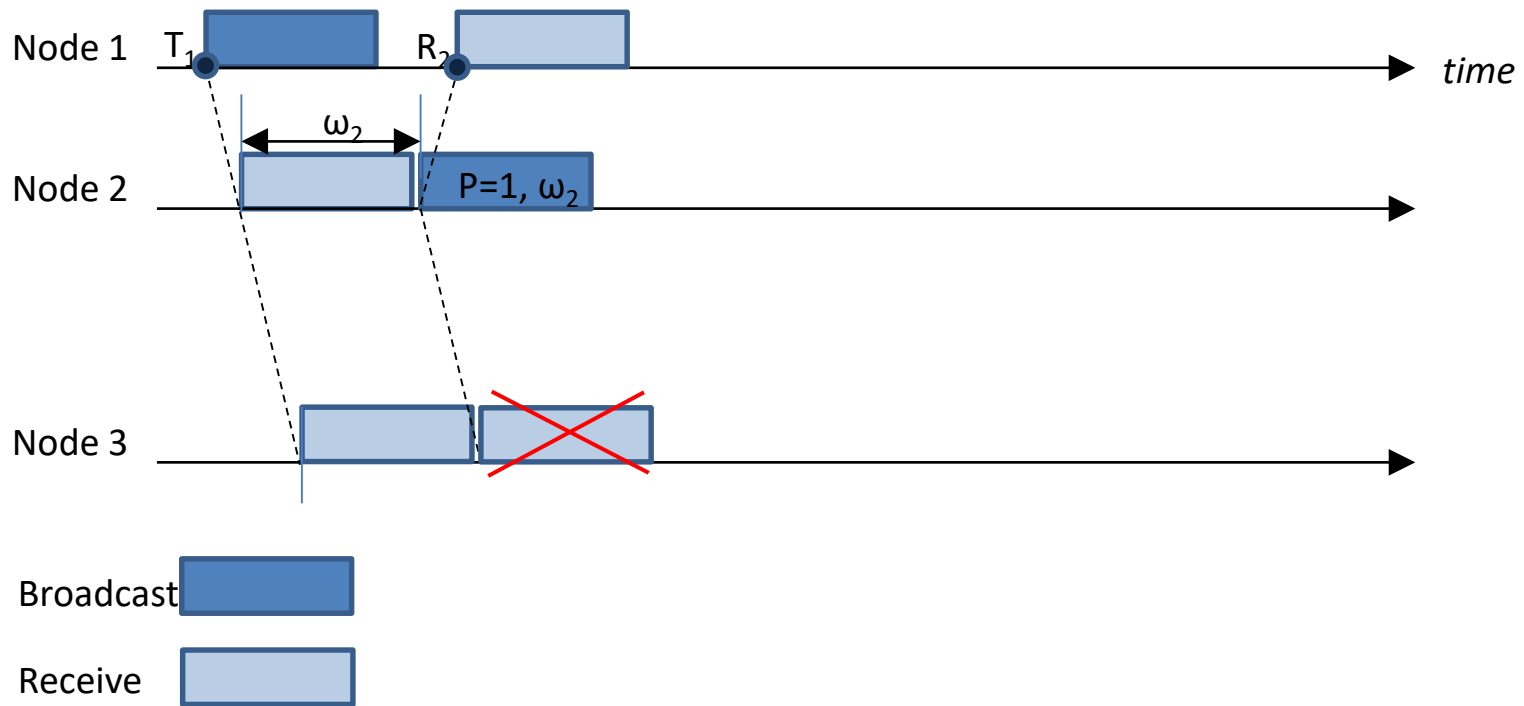 Node 1
T₁
R₂
time
ω₂
Node 2
P=1, ω₂
Node 3
Broadcast
Receive